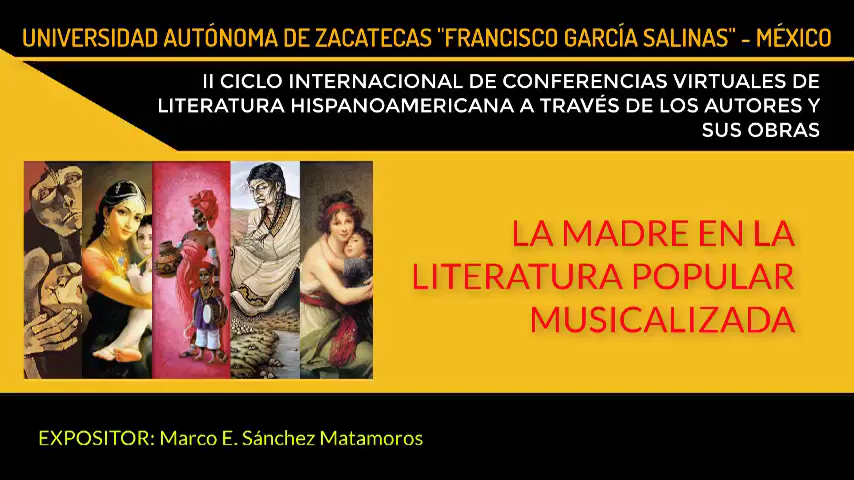 UNIVERSIDAD AUTÓNOMA DE ZACATECAS "FRANCISCO GARCÍA SALINAS" - MÉXICO
II CICLO INTERNACIONAL DE CONFERENCIAS VIRTUALES DE
LITERATURA HISPANOAMERICANA A TRAVÉS DE LOS AUTORES Y
SUS OBRAS
LA MADRE EN LA
LITERATURA POPULAR
MUSICALIZADA
EXPOSITOR: Marco E. Sánchez Matamoros